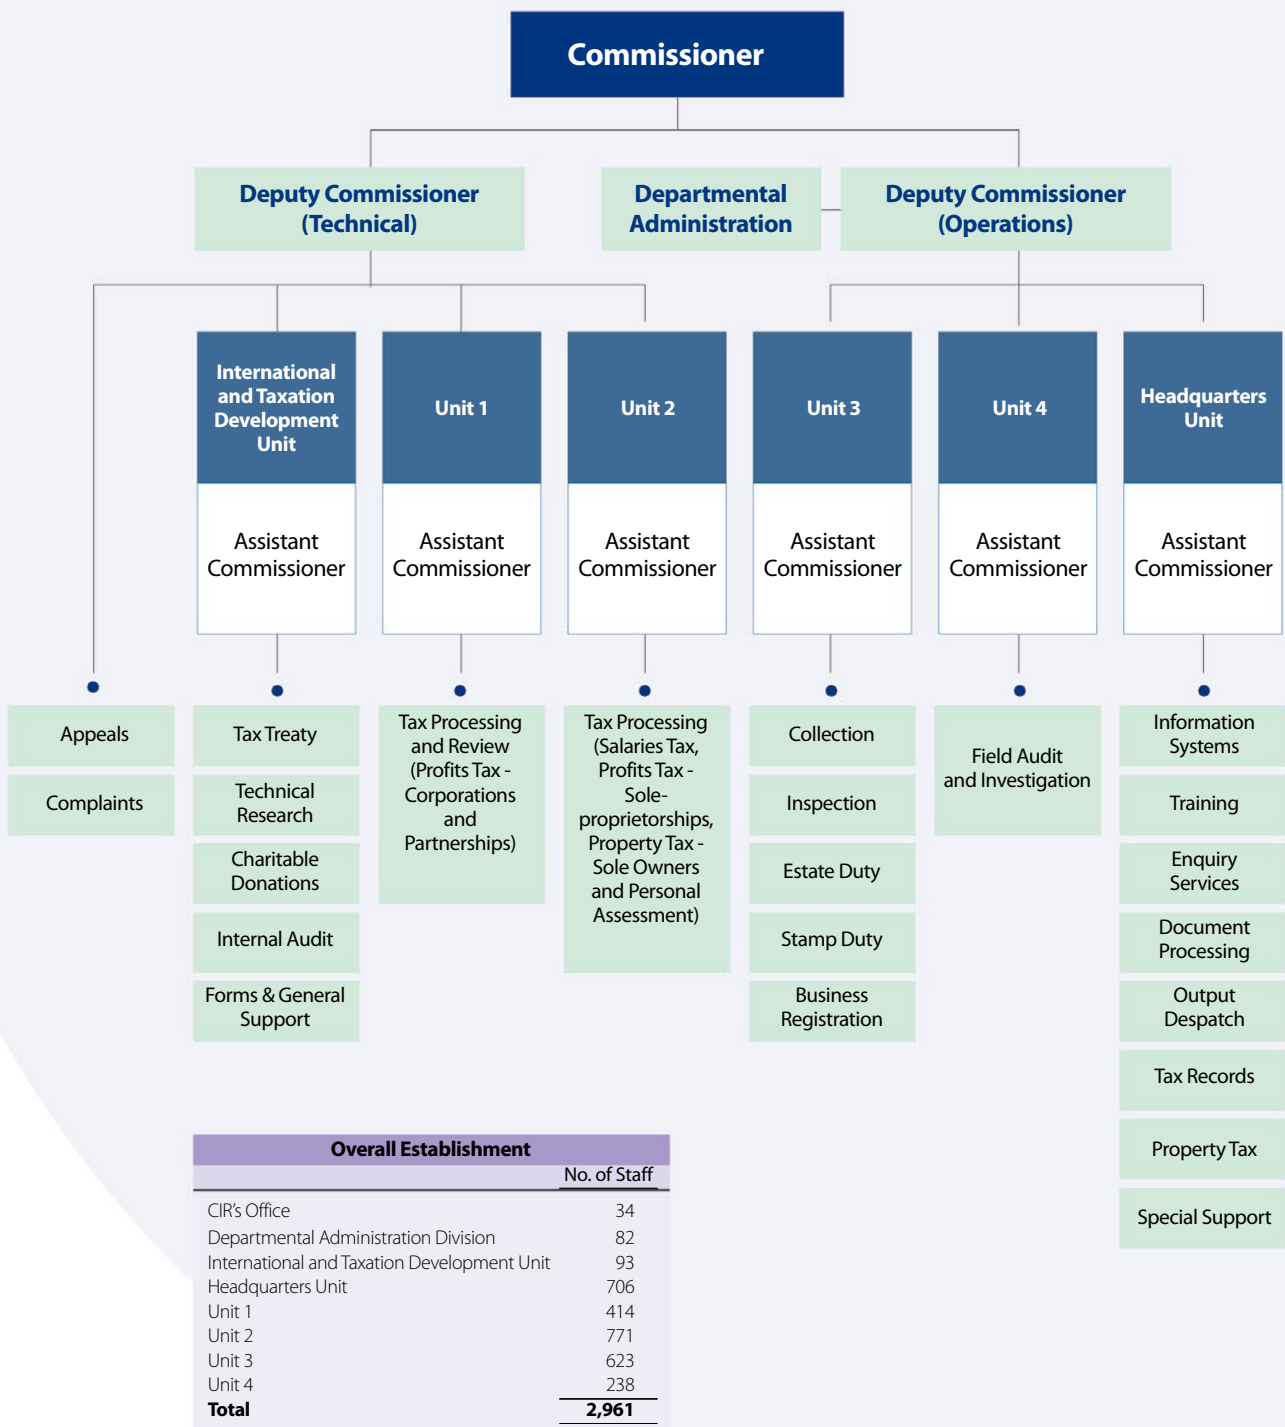 Commissioner
Deputy Commissioner
(Technical)
Departmental
Administration
Deputy Commissioner
(Operations)
International
and Taxation
Development
Unit
Assistant
Commissioner
Unit 1
Assistant
Commissioner
Unit 2
Assistant
Commissioner
Unit 3
Assistant
Commissioner
Unit 4
Assistant
Commissioner
Headquarters
Unit
Assistant
Commissioner
Appeals
Complaints
Tax Treaty
Technical
Research
Charitable
Donations
Internal Audit
Forms & General
Support
Tax Processing
and Review
(Profits Tax -
Corporations
and
Partnerships)
Tax Processing
(Salaries Tax,
Profits Tax -
Sole-
proprietorships,
Property Tax -
Sole Owners
and Personal
Assessment)
Collection
Inspection
Estate Duty
Stamp Duty
Business
Registration
Field Audit
and Investigation
Information
Systems
Training
Enquiry
Services
Document
Processing
Output
Despatch
Tax Records
Property Tax
Special Support
Overall Establishment
No. of Staff
CIR's Office 34
Departmental Administration Division 82
International and Taxation Development Unit 93
Headquarters Unit 706
Unit 1 414
Unit 2 771
Unit 3 623
Unit 4 238
Total 2,961